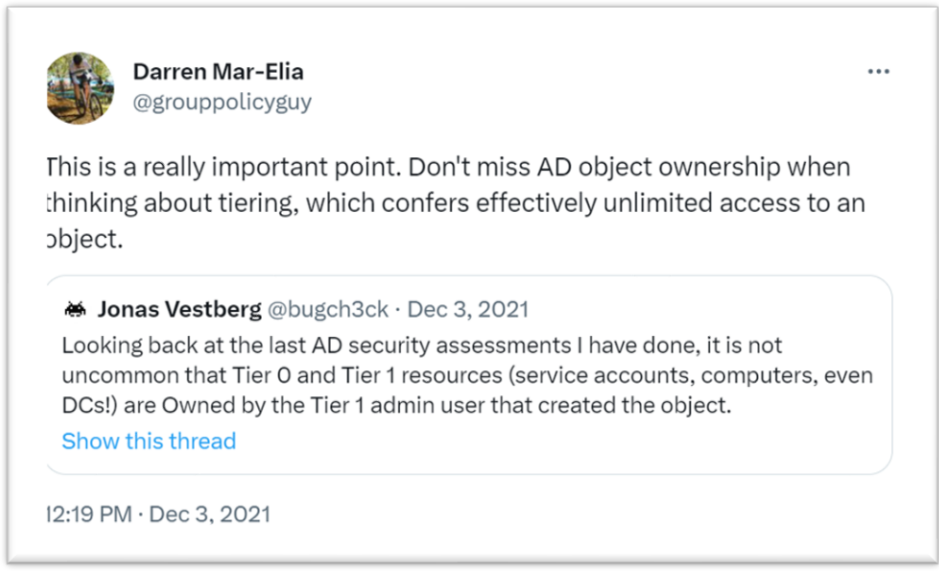 Darren Mar-Elia
@grouppolicyguy
This is a really important point. Don't miss AD object ownership when
thinking about tiering, which confers effectively unlimited access to an
object.
Jonas Vestberg @bugch3ck · Dec 3, 2021
Looking back at the last AD security assessments I have done, it is not
uncommon that Tier 0 and Tier 1 resources (service accounts, computers, even
DCs!) are Owned by the Tier 1 admin user that created the object.
Show this thread
12:19 PM · Dec 3, 2021